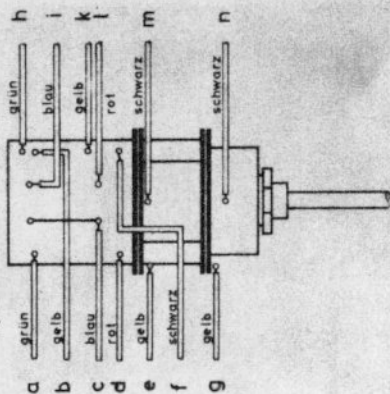 h i k l m n
grün blau gelb rot schwarz schwarz
grün gelb blau rot gelb schwarz gelb
a b c d e f g